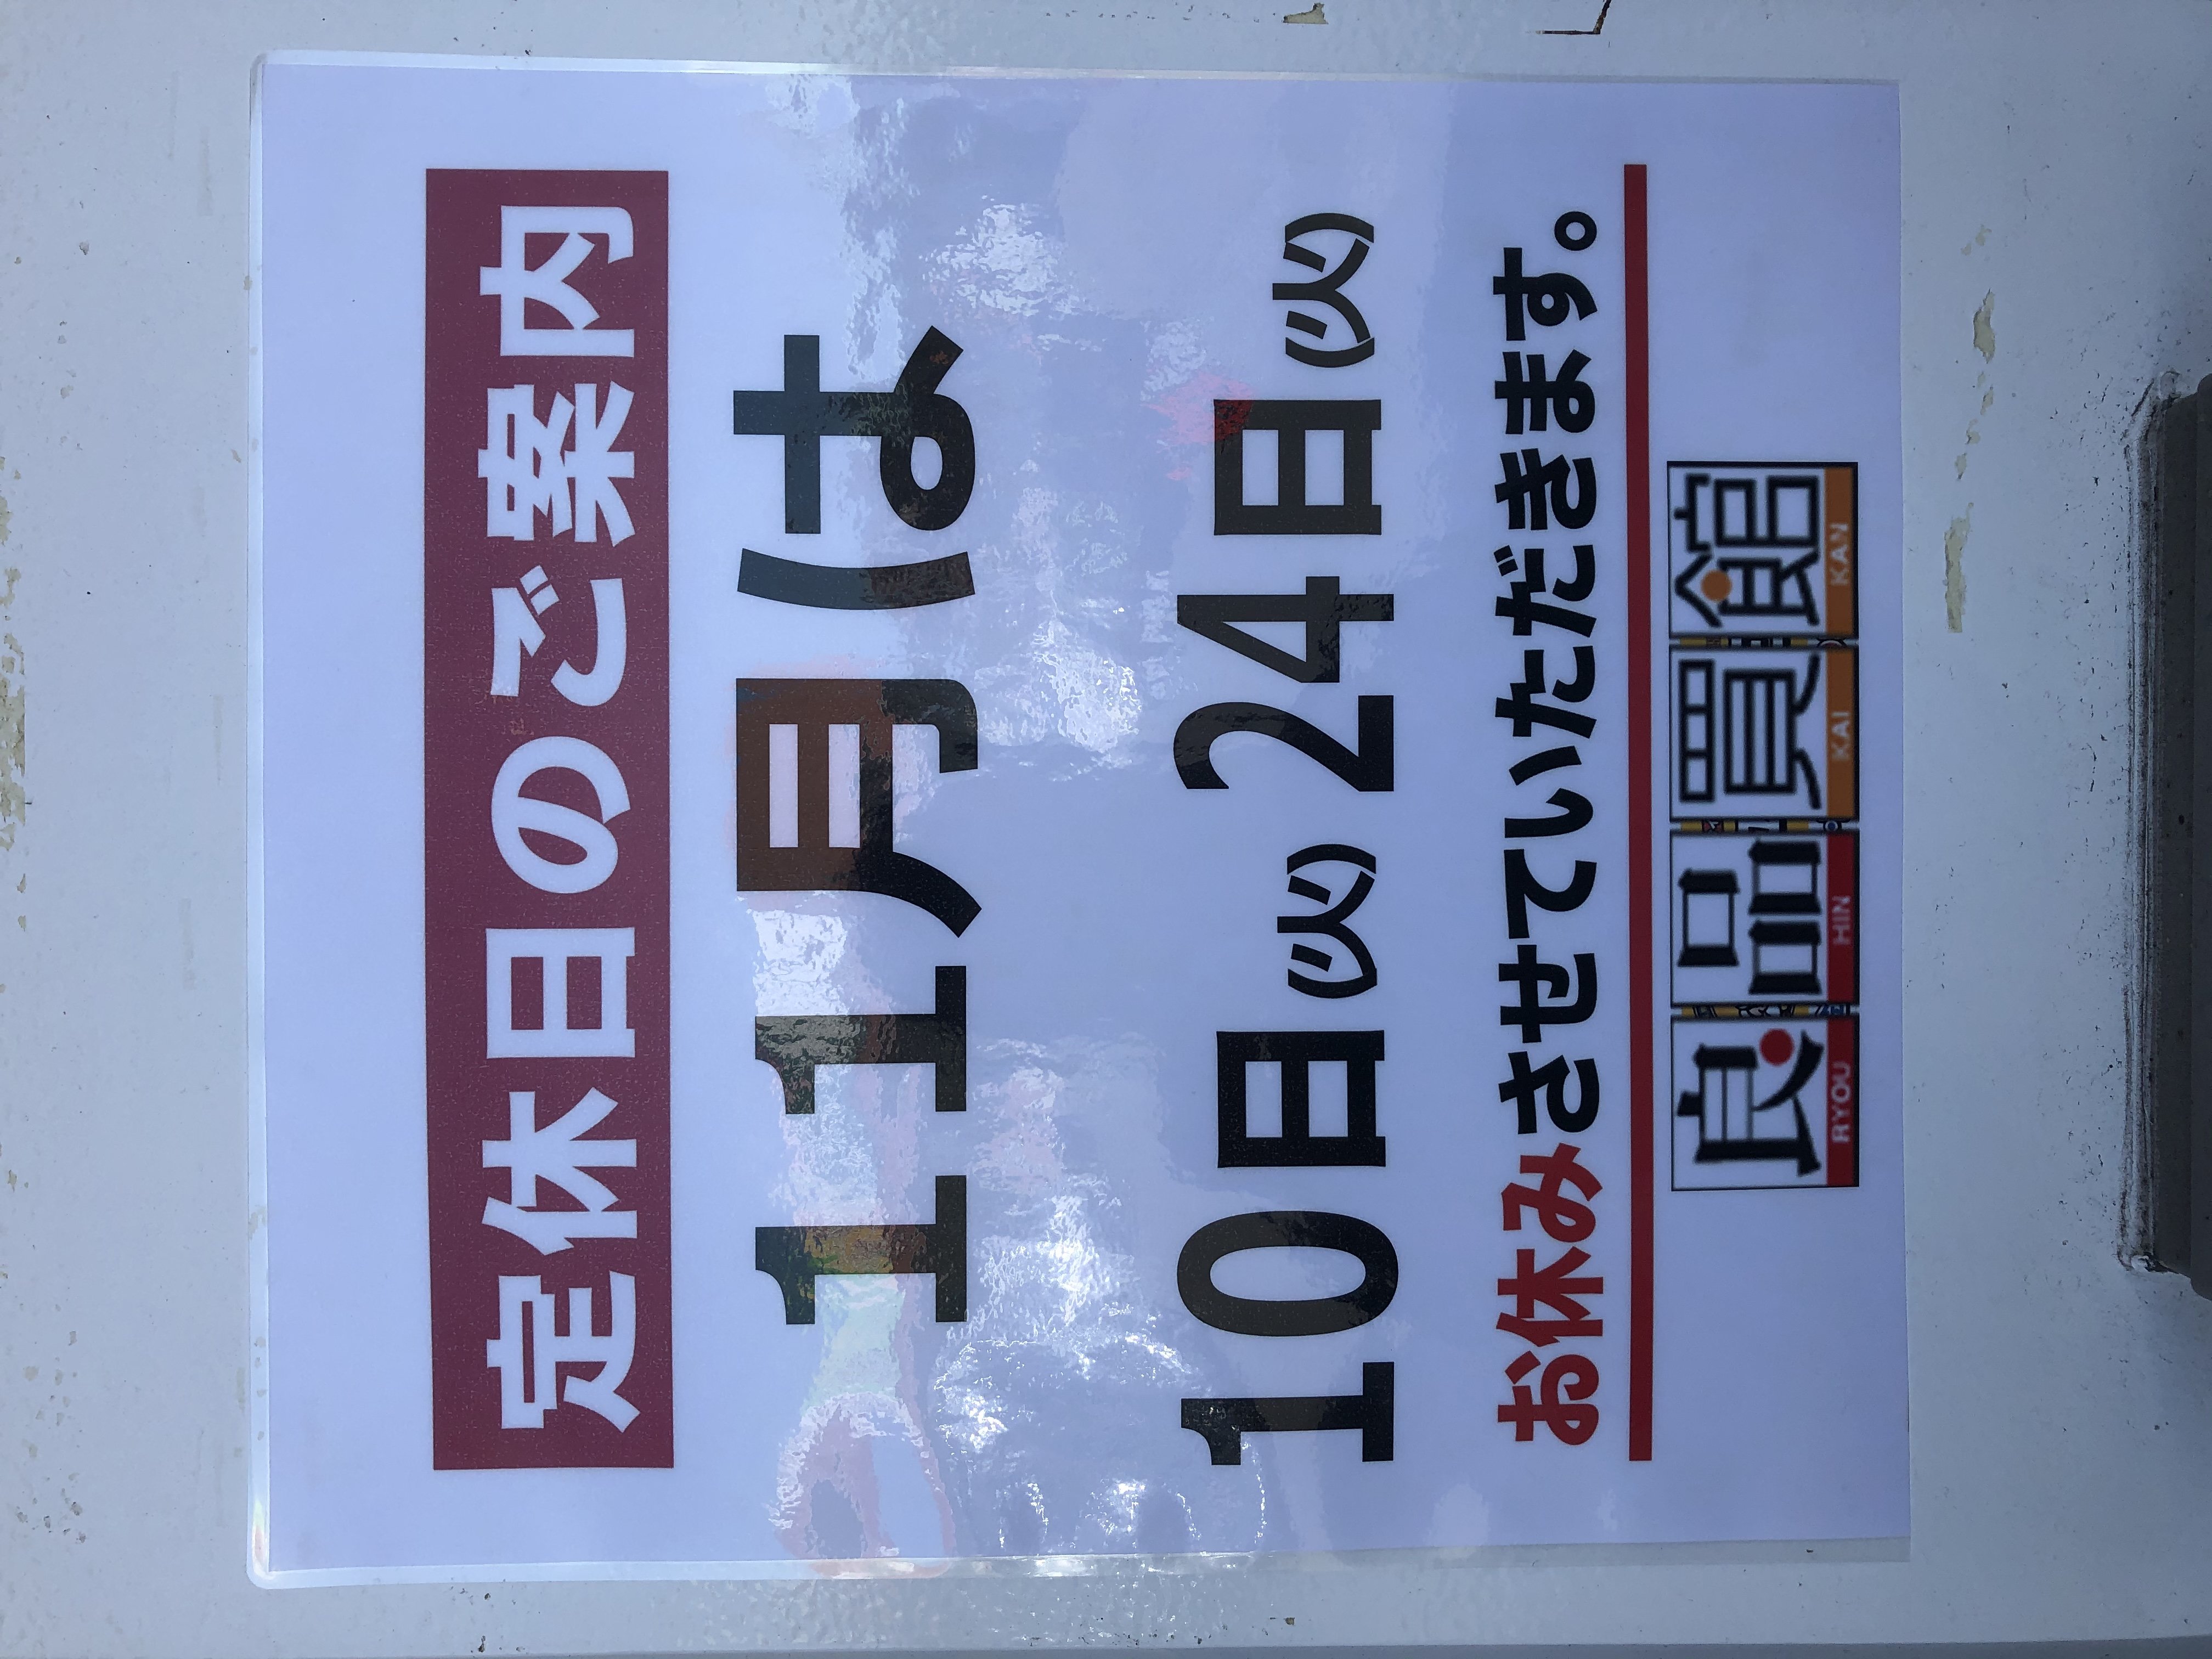 定休日のご案内
11月は
10日(火) 24日(火)
お休みさせていただきます。
良品買館
RYOU HIN KAI KAN